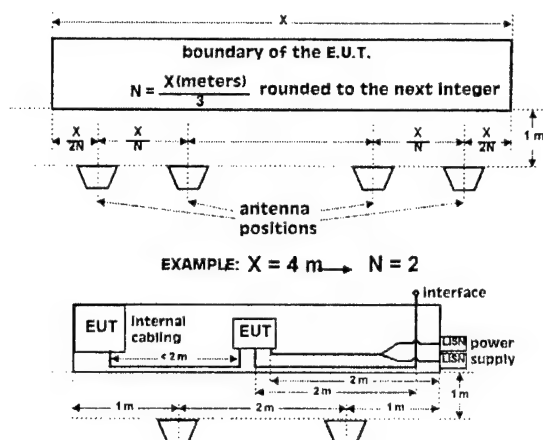 X
boundary of the E.U.T.
N = X(meters)/3 rounded to the next integer
X/2N X/N X/N X/2N 1 m
antenna
positions
EXAMPLE: X = 4 m → N = 2
interface
EUT Internal cabling EUT LISN power
LISN supply
< 2m
2 m
2 m
1 m 2 m 1 m 1 m